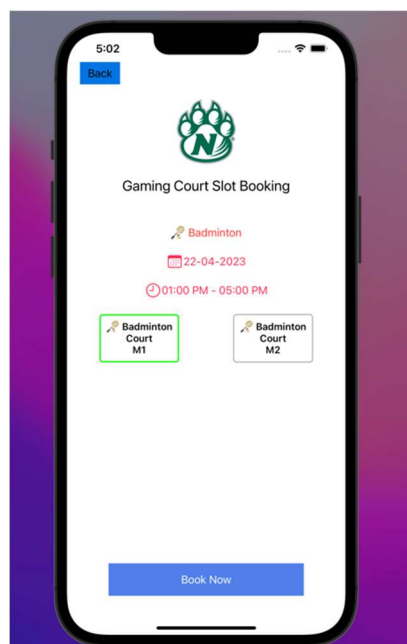 5:02
Back
N
Gaming Court Slot Booking
Badminton
22-04-2023
01:00 PM - 05:00 PM
Badminton
Court
M1
Badminton
Court
M2
Book Now